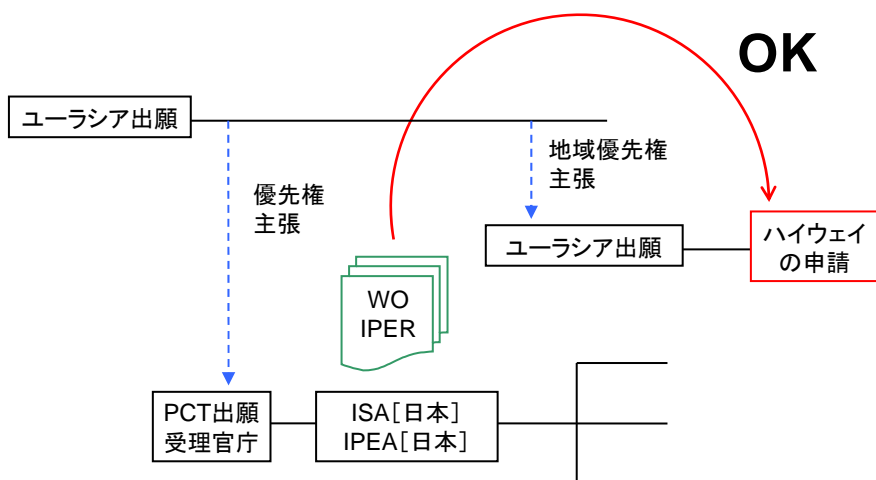 OK
ユーラシア出願
優先権
主張
地域優先権
主張
ユーラシア出願
ハイウェイ
の申請
WO
IPER
PCT出願
受理官庁
ISA［日本］
IPEA［日本］